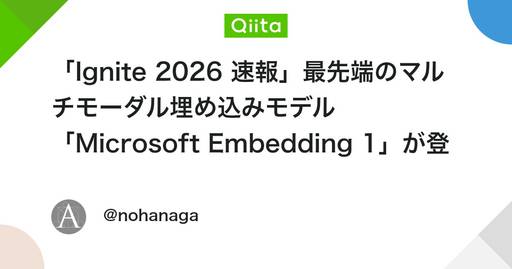 Qiita
「Ignite 2026 速報」最先端のマル
チモーダル埋め込みモデル
「Microsoft Embedding 1」が登
A
@nohanaga